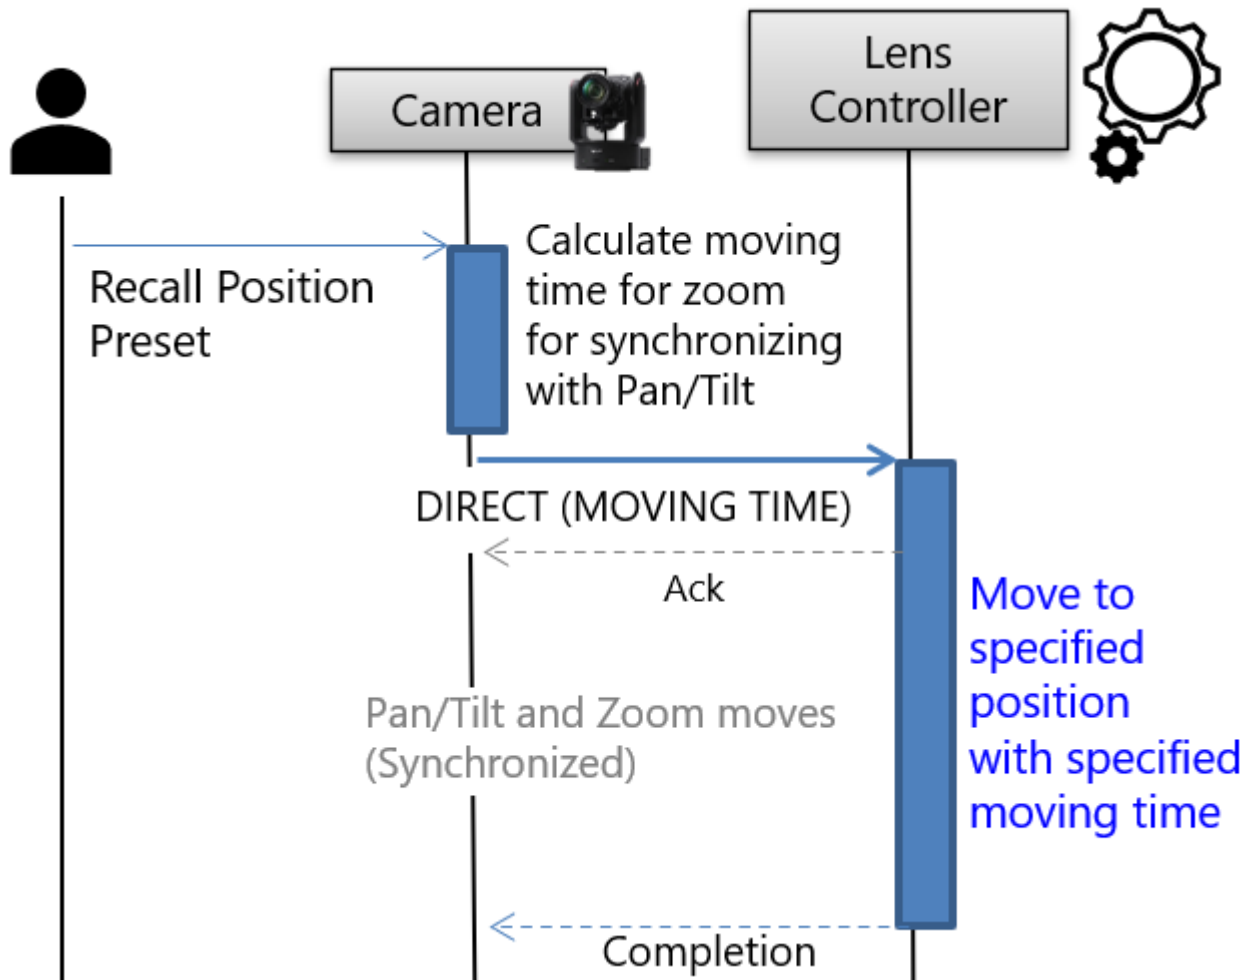 Camera
Lens
Controller
Recall Position
Preset
Calculate moving
time for zoom
for synchronizing
with Pan/Tilt
DIRECT (MOVING TIME)
Ack
Move to
specified
position
with specified
moving time
Pan/Tilt and Zoom moves
(Synchronized)
Completion